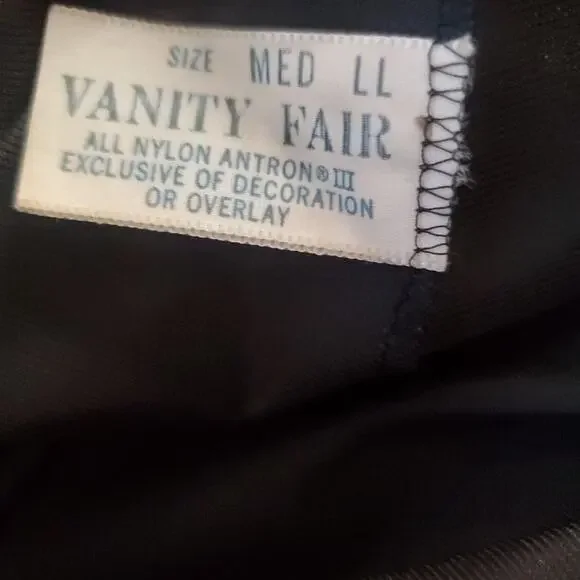 SIZE MED LL
VANITY FAIR
ALL NYLON ANTRON® III
EXCLUSIVE OF DECORATION
OR OVERLAY